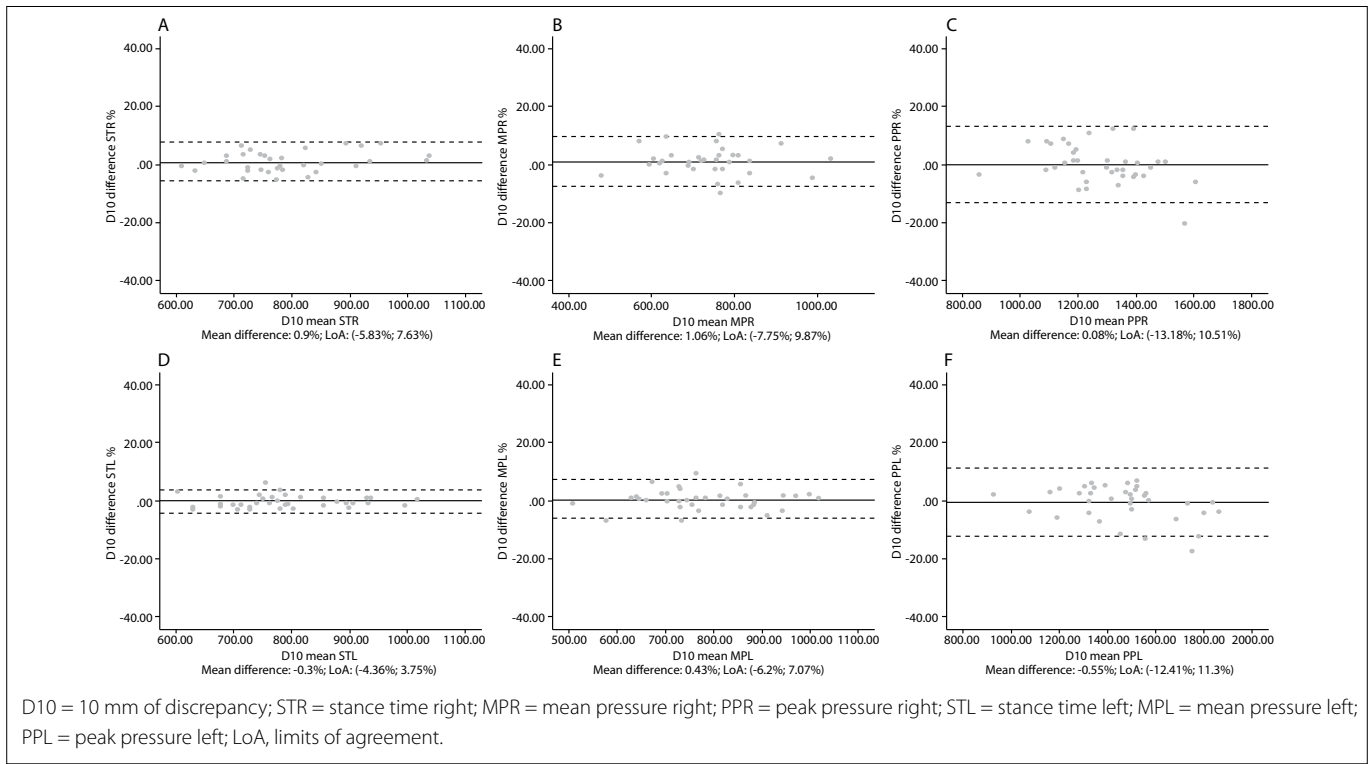 A
40.00
20.00
.00
-20.00
-40.00
D10 difference STR %
600.00 700.00 800.00 900.00 1000.00 1100.00
D10 mean STR
Mean difference: 0.9%; LoA: (-5.83%; 7.63%)
B
40.00
20.00
.00
-20.00
-40.00
D10 difference MPR %
400.00 600.00 800.00 1000.00
D10 mean MPR
Mean difference: 1.06%; LoA: (-7.75%; 9.87%)
C
40.00
20.00
.00
-20.00
-40.00
D10 difference PPR %
800.00 1000.00 1200.00 1400.00 1600.00 1800.00
D10 mean PPR
Mean difference: 0.08%; LoA: (-13.18%; 10.51%)
D
40.00
20.00
.00
-20.00
-40.00
D10 difference STL %
600.00 700.00 800.00 900.00 1000.00 1100.00
D10 mean STL
Mean difference: -0.3%; LoA: (-4.36%; 3.75%)
E
40.00
20.00
.00
-20.00
-40.00
D10 difference MPL %
500.00 600.00 700.00 800.00 900.00 1000.00 1100.00
D10 mean MPL
Mean difference: 0.43%; LoA: (-6.2%; 7.07%)
F
40.00
20.00
.00
-20.00
-40.00
D10 difference PPL %
800.00 1000.00 1200.00 1400.00 1600.00 1800.00 2000.00
D10 mean PPL
Mean difference: -0.55%; LoA: (-12.41%; 11.3%)
D10 = 10 mm of discrepancy; STR = stance time right; MPR = mean pressure right; PPR = peak pressure right; STL = stance time left; MPL = mean pressure left;
PPL = peak pressure left; LoA, limits of agreement.